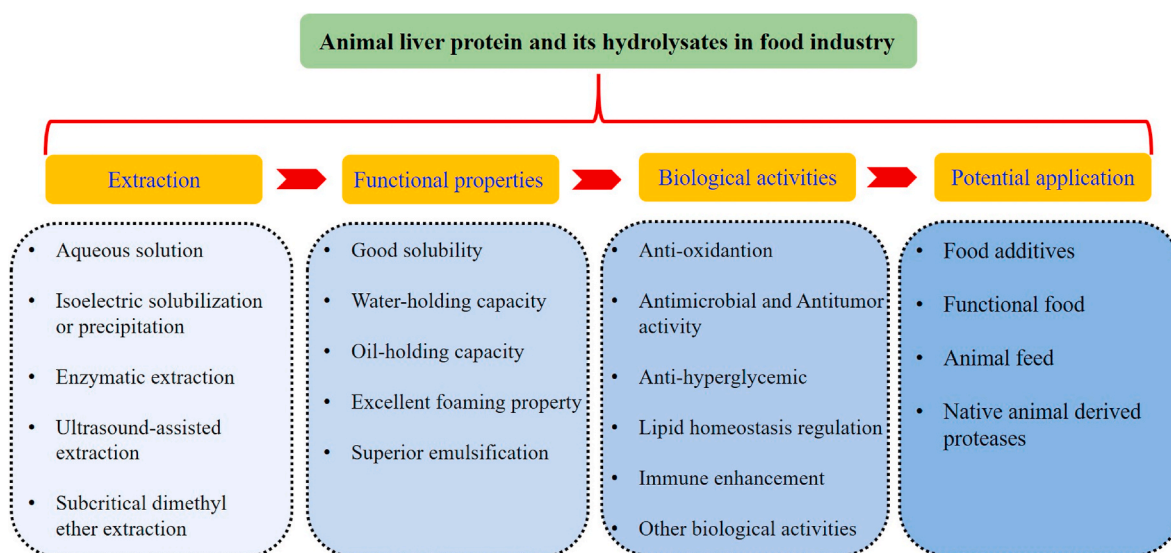 Animal liver protein and its hydrolysates in food industry
Extraction
• Aqueous solution
• Isoelectric solubilization
or precipitation
• Enzymatic extraction
• Ultrasound-assisted
extraction
• Subcritical dimethyl
ether extraction
Functional properties
• Good solubility
• Water-holding capacity
• Oil-holding capacity
• Excellent foaming property
• Superior emulsification
Biological activities
• Anti-oxidantion
• Antimicrobial and Antitumor
activity
• Anti-hyperglycemic
• Lipid homeostasis regulation
• Immune enhancement
• Other biological activities
Potential application
• Food additives
• Functional food
• Animal feed
• Native animal derived
proteases